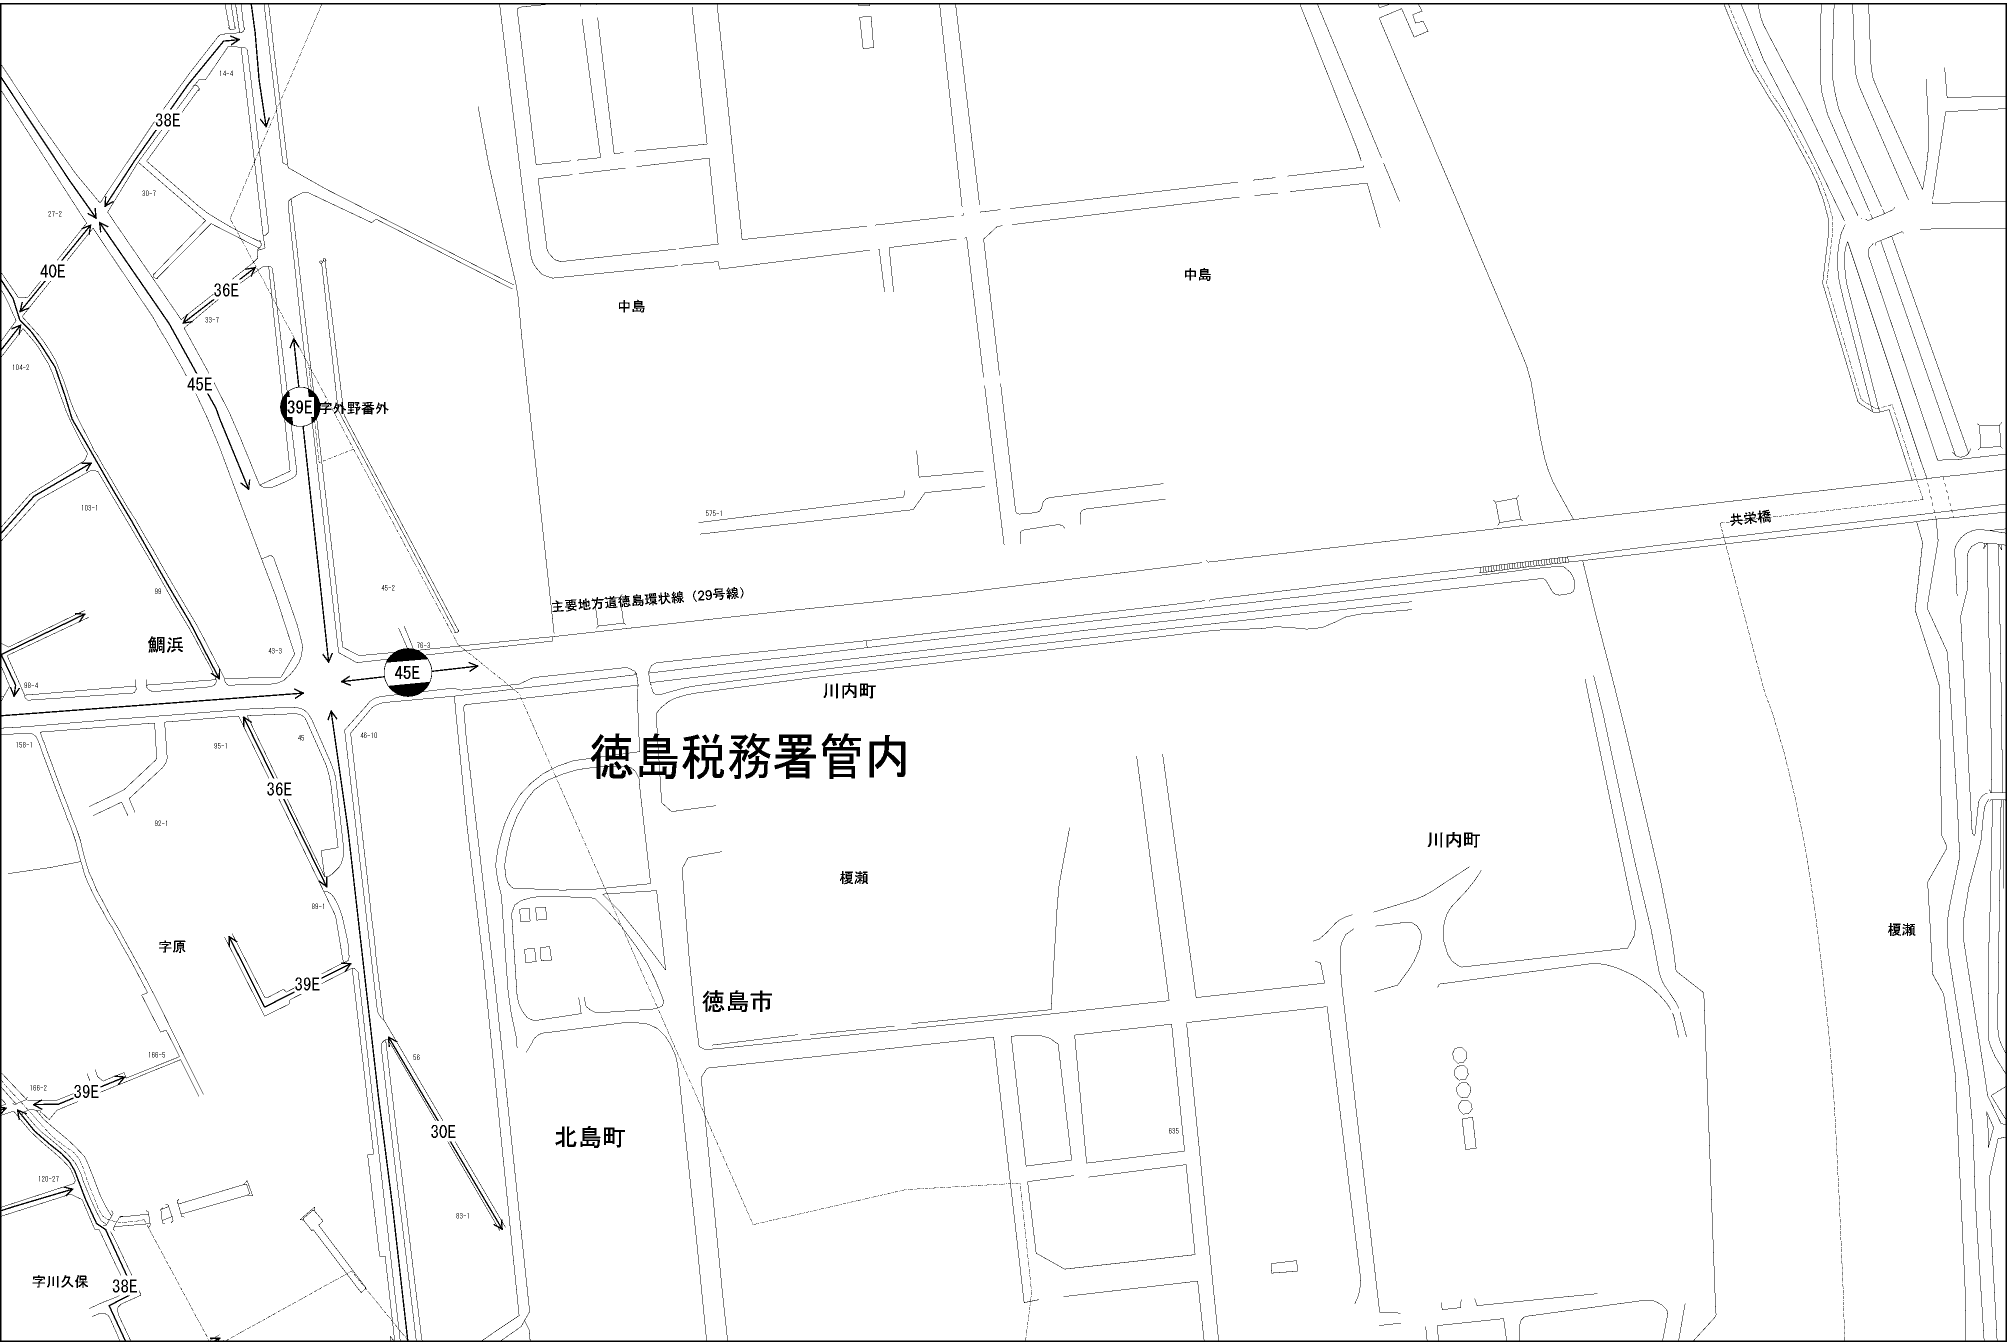 14-4
38E
30-7
27-2
40E
36E
33-7
中島
中島
104-2
45E
39E
字外野番外
103-1
575-1
共栄橋
99
45-2
主要地方道徳島環状線（29号線）
鯛浜
43-3
76-3
45E
98-4
川内町
158-1
95-1
45
46-10
徳島税務署管内
36E
92-1
川内町
榎瀬
89-1
字原
榎瀬
39E
徳島市
166-5
56
166-2
39E
30E
北島町
635
120-27
83-1
字川久保
38E